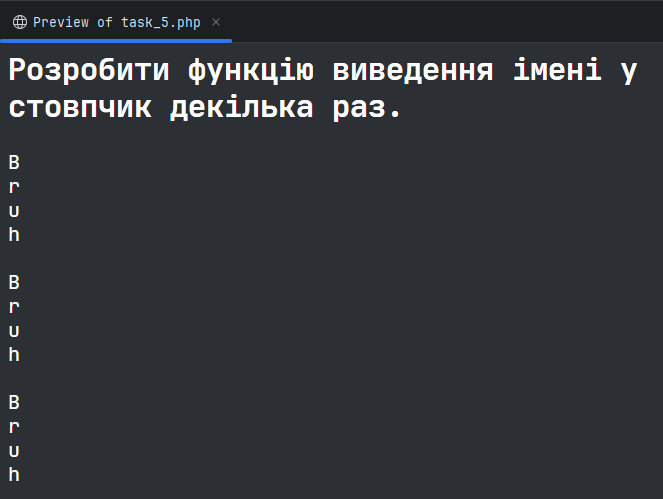 Preview of task_5.php ×
Розробити функцію виведення імені у
стовпчик декілька раз.
B
r
u
h
B
r
u
h
B
r
u
h